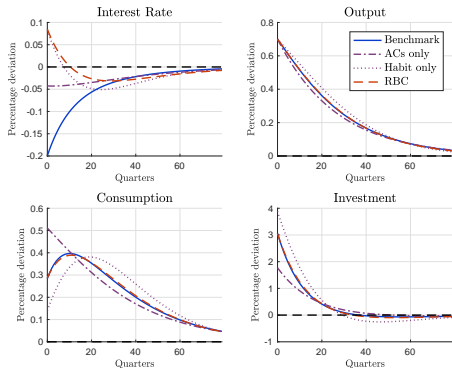 Interest Rate
Percentage deviation
0.1
0.05
0
-0.05
-0.1
-0.15
-0.2
0
20
40
60
Quarters
Output
Percentage deviation
0.8
0.6
0.4
0.2
0
0
20
40
60
Quarters
Benchmark
ACs only
Habit only
RBC
Consumption
Percentage deviation
0.6
0.5
0.4
0.3
0.2
0.1
0
0
20
40
60
Quarters
Investment
Percentage deviation
4
3
2
1
0
-1
0
20
40
60
Quarters